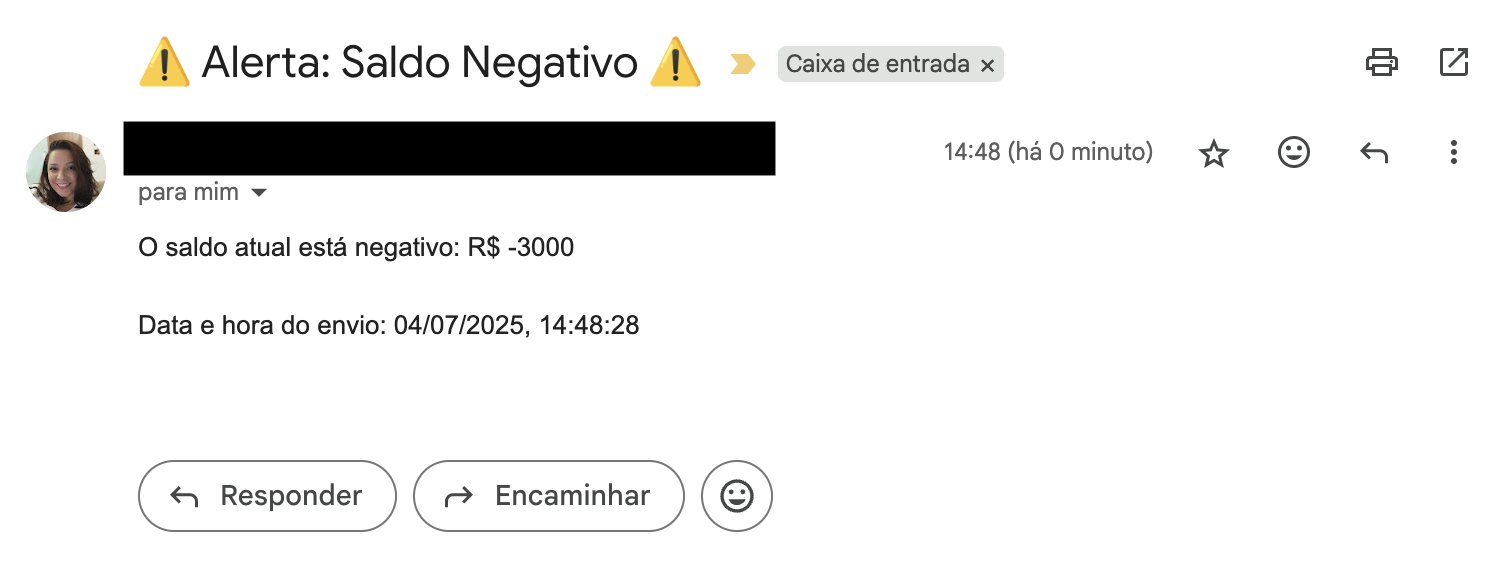 ⚠️ Alerta: Saldo Negativo ⚠️ Caixa de entrada ×
14:48 (há 0 minuto)
para mim
O saldo atual está negativo: R$ -3000
Data e hora do envio: 04/07/2025, 14:48:28
Responder Encaminhar